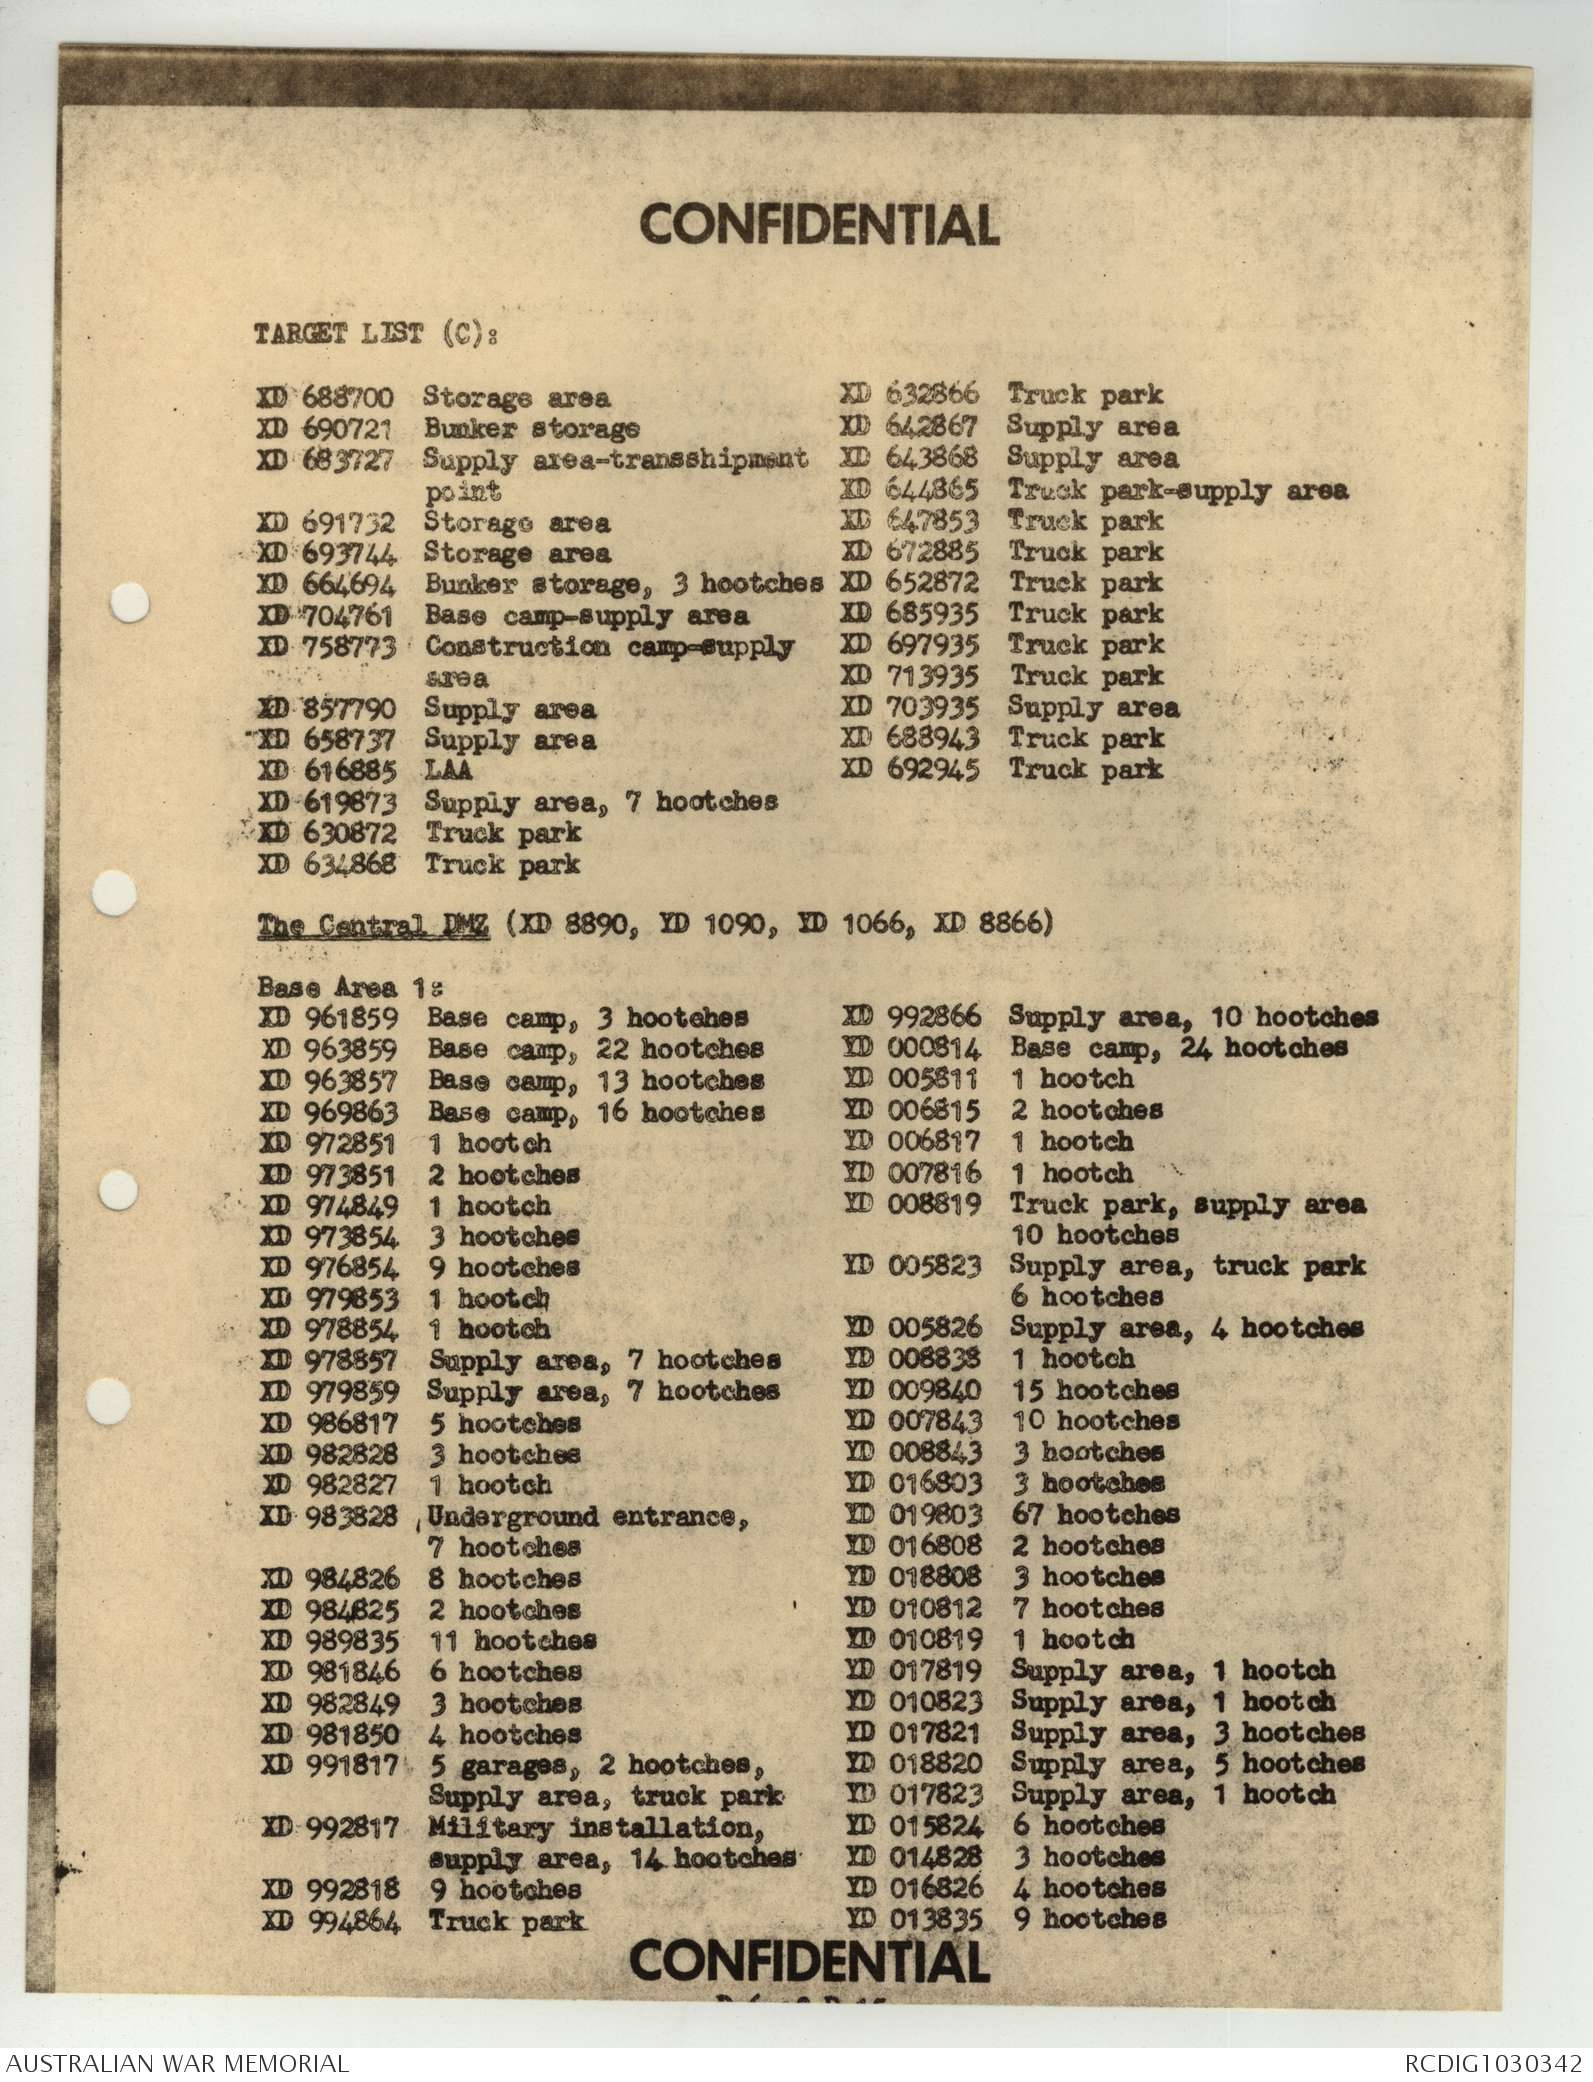 CONFIDENTIAL
TARGET LIST (C):
XD 688700 Storage area
XD 690721 Bunker storage
XD 683727 Supply area-transshipment
point
XD 691732 Storage area
XD 693744 Storage area
XD 664694 Bunker storage, 3 hootches
XD 704761 Base camp-supply area
XD 758773 Construction camp-supply
area
XD 857790 Supply area
XD 658737 Supply area
XD 616885 LAA
XD 619873 Supply area, 7 hootches
XD 630872 Truck park
XD 634868 Truck park
XD 632866 Truck park
XD 642867 Supply area
XD 643868 Supply area
XD 644865 Truck park-supply area
XD 647853 Truck park
XD 672885 Truck park
XD 652872 Truck park
XD 685935 Truck park
XD 697935 Truck park
XD 713935 Truck park
XD 703935 Supply area
XD 688943 Truck park
XD 692945 Truck park
The Central DMZ (XD 8890, YD 1090, YD 1066, XD 8866)
Base Area 1:
XD 961859 Base camp, 3 hootches
XD 963859 Base camp, 22 hootches
XD 963857 Base camp, 13 hootches
XD 969863 Base camp, 16 hootches
XD 972851 1 hootch
XD 973851 2 hootches
XD 974849 1 hootch
XD 973854 3 hootches
XD 976854 9 hootches
XD 979853 1 hootch
XD 978854 1 hootch
XD 978857 Supply area, 7 hootches
XD 979859 Supply area, 7 hootches
XD 986817 5 hootches
XD 982828 3 hootches
XD 982827 1 hootch
XD 983828 Underground entrance,
7 hootches
XD 984826 8 hootches
XD 984825 2 hootches
XD 989835 11 hootches
XD 981846 6 hootches
XD 982849 3 hootches
XD 981850 4 hootches
XD 991817 5 garages, 2 hootches,
Supply area, truck park
XD 992817 Military installation,
supply area, 14 hootches
XD 992818 9 hootches
XD 994864 Truck park
XD 992866 Supply area, 10 hootches
YD 000814 Base camp, 24 hootches
YD 005811 1 hootch
YD 006815 2 hootches
YD 006817 1 hootch
YD 007816 1 hootch
YD 008819 Truck park, supply area
10 hootches
YD 005823 Supply area, truck park
6 hootches
YD 005826 Supply area, 4 hootches
YD 008838 1 hootch
YD 009840 15 hootches
YD 007843 10 hootches
YD 008843 3 hootches
YD 016803 3 hootches
YD 019803 67 hootches
YD 016808 2 hootches
YD 018808 3 hootches
YD 010812 7 hootches
YD 010819 1 hootch
YD 017819 Supply area, 1 hootch
YD 010823 Supply area, 1 hootch
YD 017821 Supply area, 3 hootches
YD 018820 Supply area, 5 hootches
YD 017823 Supply area, 1 hootch
YD 015824 6 hootches
YD 014828 3 hootches
YD 016826 4 hootches
YD 013835 9 hootches
CONFIDENTIAL
AUSTRALIAN WAR MEMORIAL
RCDIG1030342